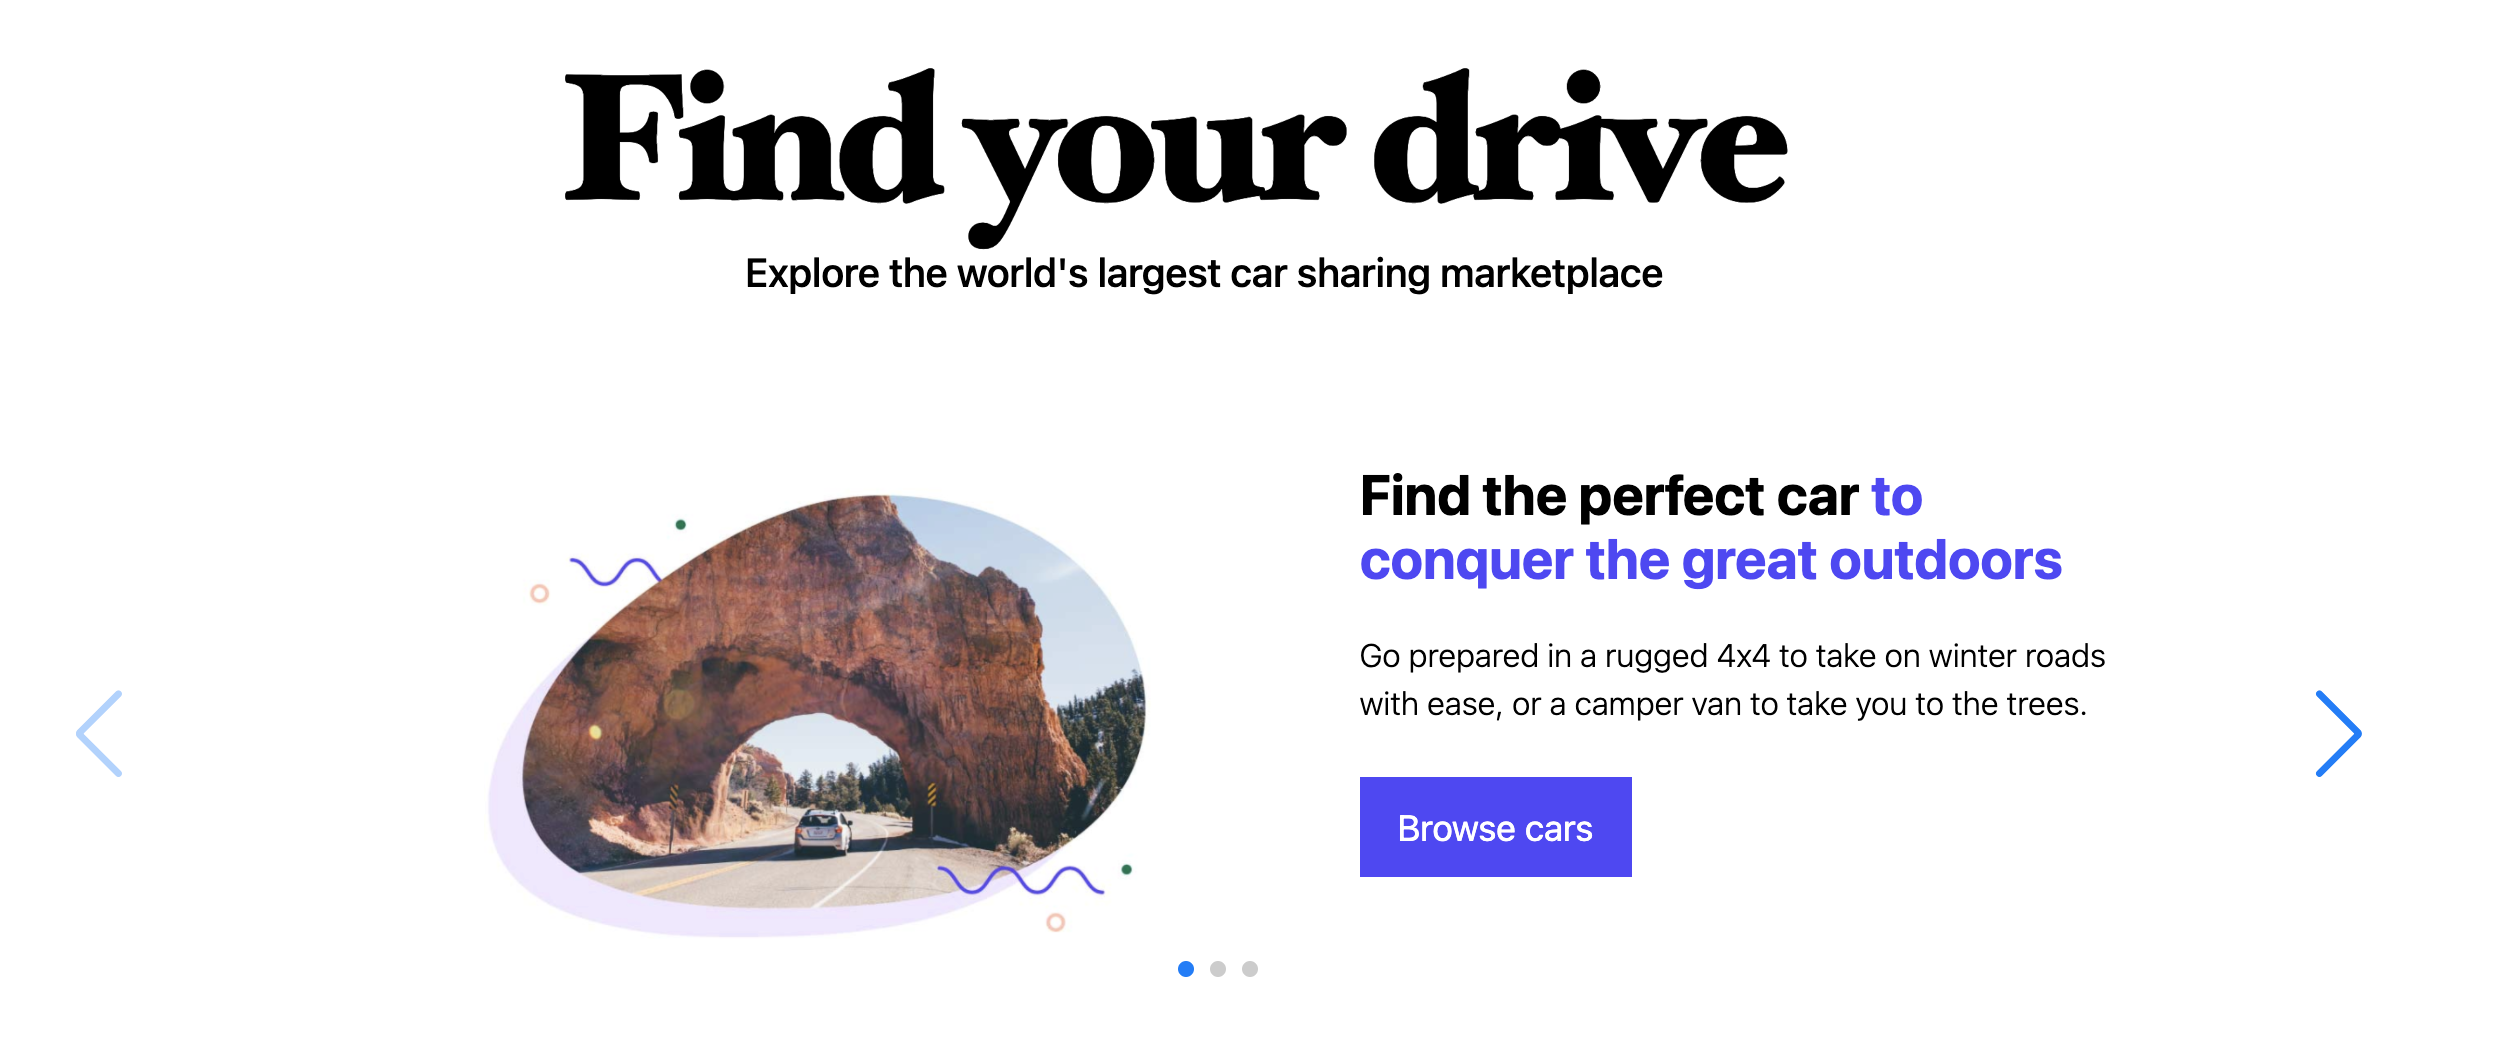 Find your drive
Explore the world's largest car sharing marketplace
Find the perfect car to
conquer the great outdoors
Go prepared in a rugged 4x4 to take on winter roads
with ease, or a camper van to take you to the trees.
Browse cars